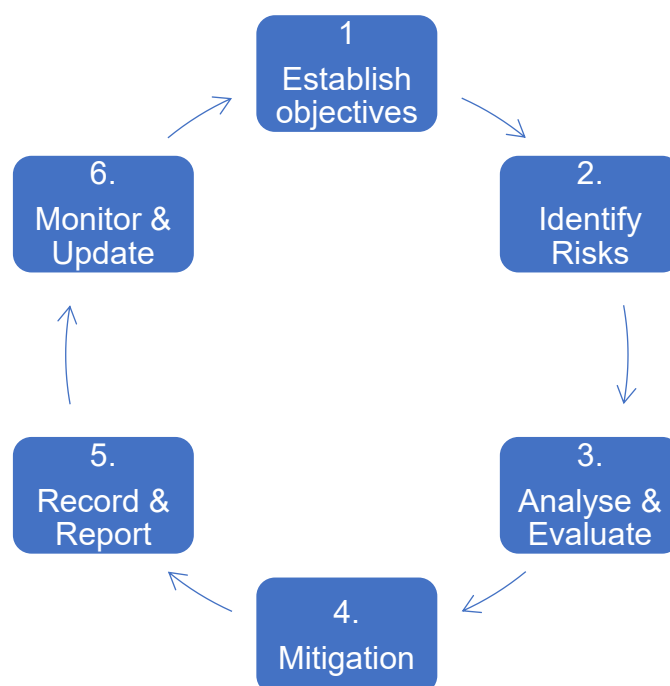 1
Establish
objectives
2.
Identify
Risks
3.
Analyse &
Evaluate
4.
Mitigation
5.
Record &
Report
6.
Monitor &
Update